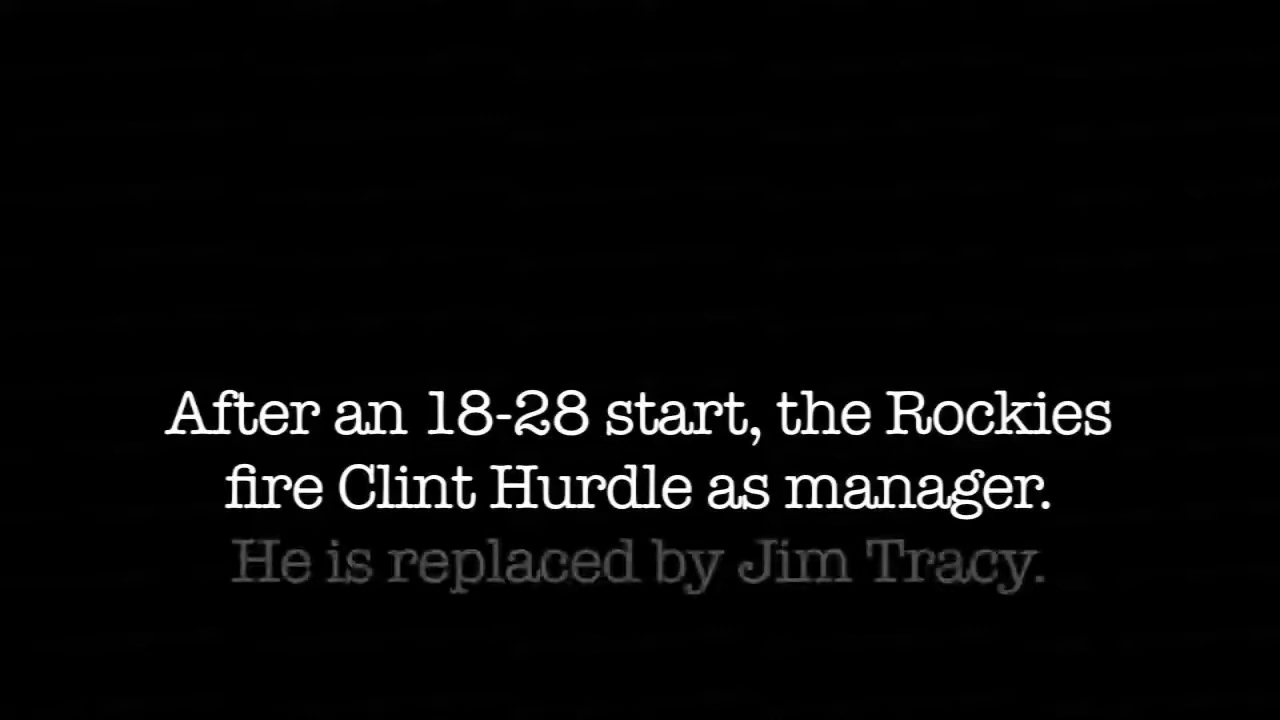 After an 18-28 start, the Rockies
fire Clint Hurdle as manager.
He is replaced by Jim Tracy.